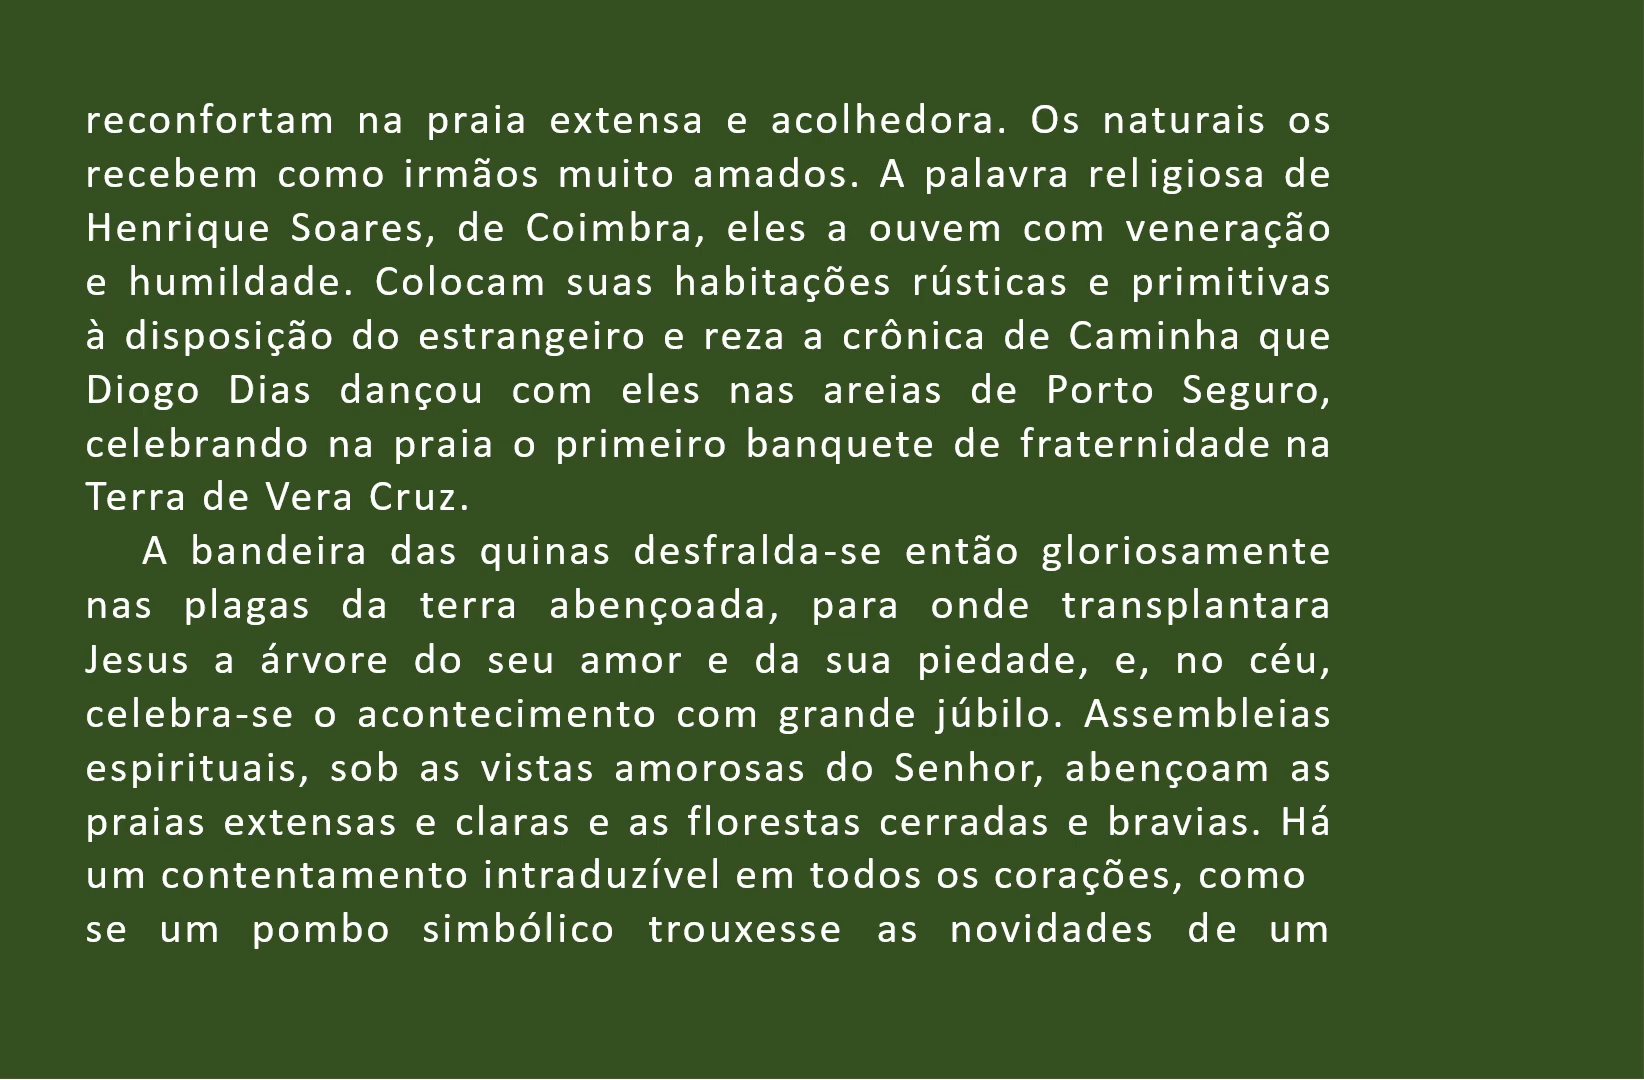 reconfortam na praia extensa e acolhedora. Os naturais os
recebem como irmãos muito amados. A palavra religiosa de
Henrique Soares, de Coimbra, eles a ouvem com veneração
e humildade. Colocam suas habitações rústicas e primitivas
à disposição do estrangeiro e reza a crônica de Caminha que
Diogo Dias dançou com eles nas areias de Porto Seguro,
celebrando na praia o primeiro banquete de fraternidade na
Terra de Vera Cruz.
A bandeira das quinas desfralda-se então gloriosamente
nas plagas da terra abençoada, para onde transplantara
Jesus a árvore do seu amor e da sua piedade, e, no céu,
celebra-se o acontecimento com grande júbilo. Assembleias
espirituais, sob as vistas amorosas do Senhor, abençoam as
praias extensas e claras e as florestas cerradas e bravias. Há
um contentamento intraduzível em todos os corações, como
se um pombo simbólico trouxesse as novidades de um